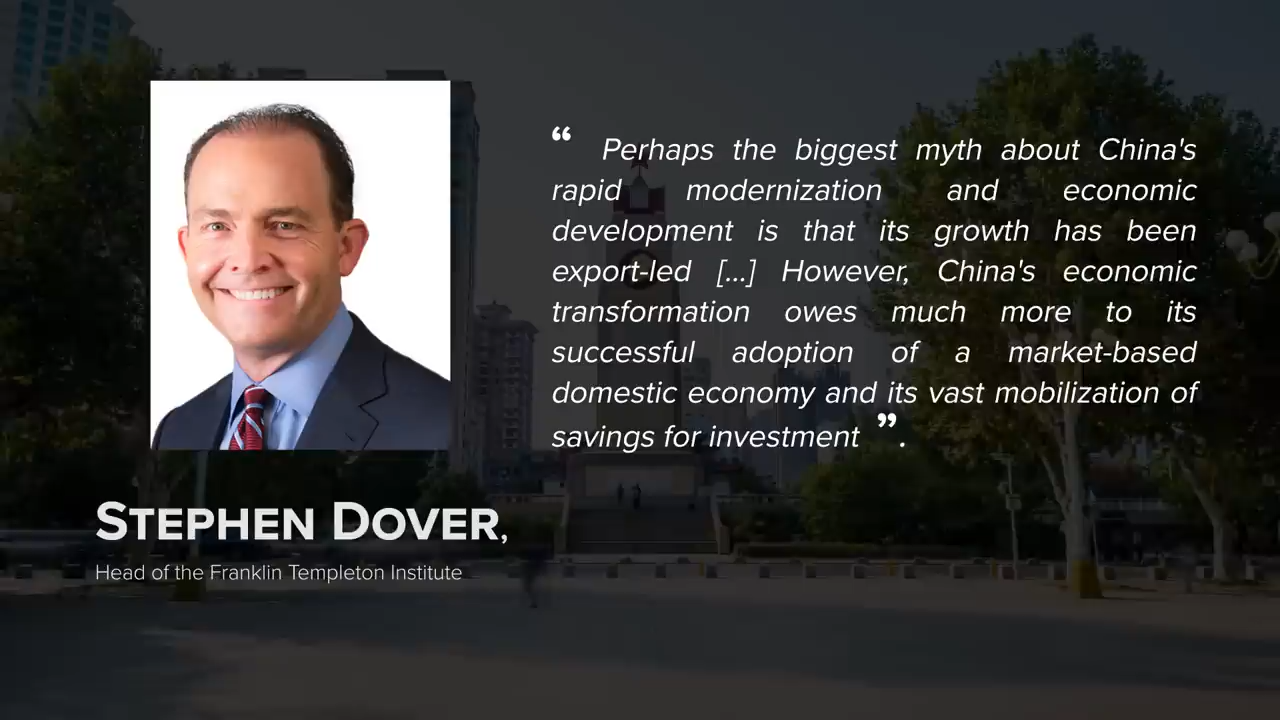 “ Perhaps the biggest myth about China's
rapid modernization and economic
development is that its growth has been
export-led [...] However, China's economic
transformation owes much more to its
successful adoption of a market-based
domestic economy and its vast mobilization of
savings for investment ”.
STEPHEN DOVER,
Head of the Franklin Templeton Institute